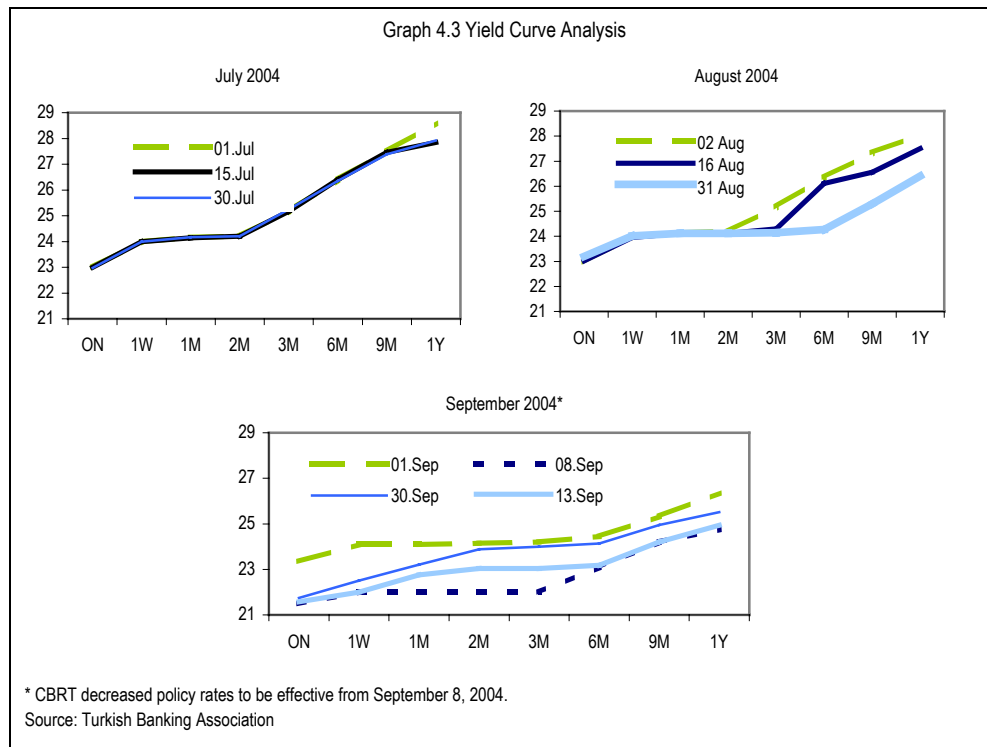 Graph 4.3 Yield Curve Analysis
July 2004
29
28
27
26
25
24
23
22
21
01.Jul
15.Jul
30.Jul
ON 1W 1M 2M 3M 6M 9M 1Y
August 2004
29
28
27
26
25
24
23
22
21
02 Aug
16 Aug
31 Aug
ON 1W 1M 2M 3M 6M 9M 1Y
September 2004*
29
27
25
23
21
01.Sep 08.Sep
30.Sep 13.Sep
ON 1W 1M 2M 3M 6M 9M 1Y
* CBRT decreased policy rates to be effective from September 8, 2004.
Source: Turkish Banking Association